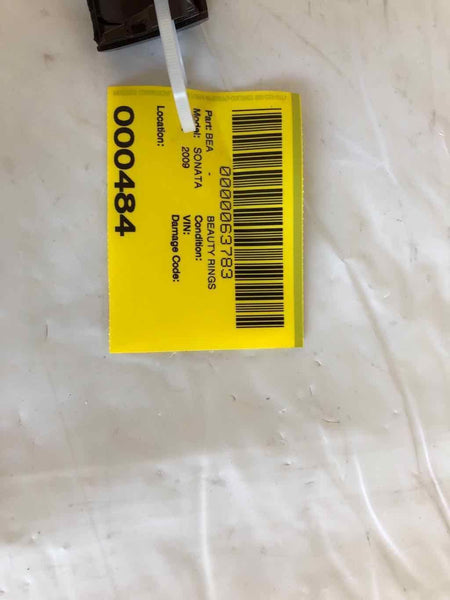 0000063783
Part: BEA - BEAUTY RINGS
Model: SONATA Condition:
2009 VIN:
Damage Code:
Location:
000484